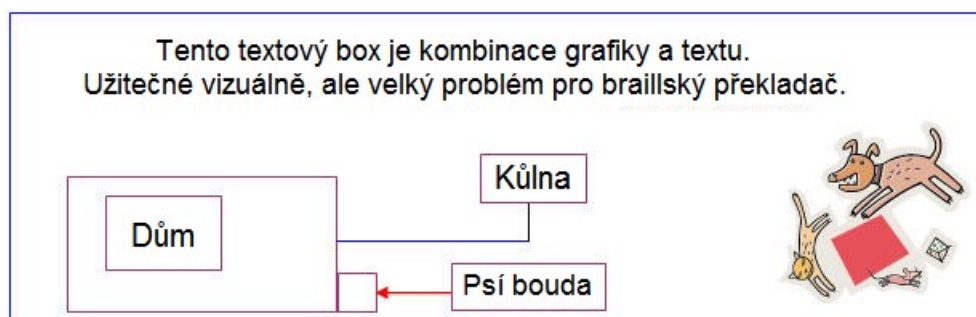 Tento textový box je kombinace grafiky a textu.
Užitečné vizuálně, ale velký problém pro braillský překladač.
Kůlna
Dům
Psí bouda